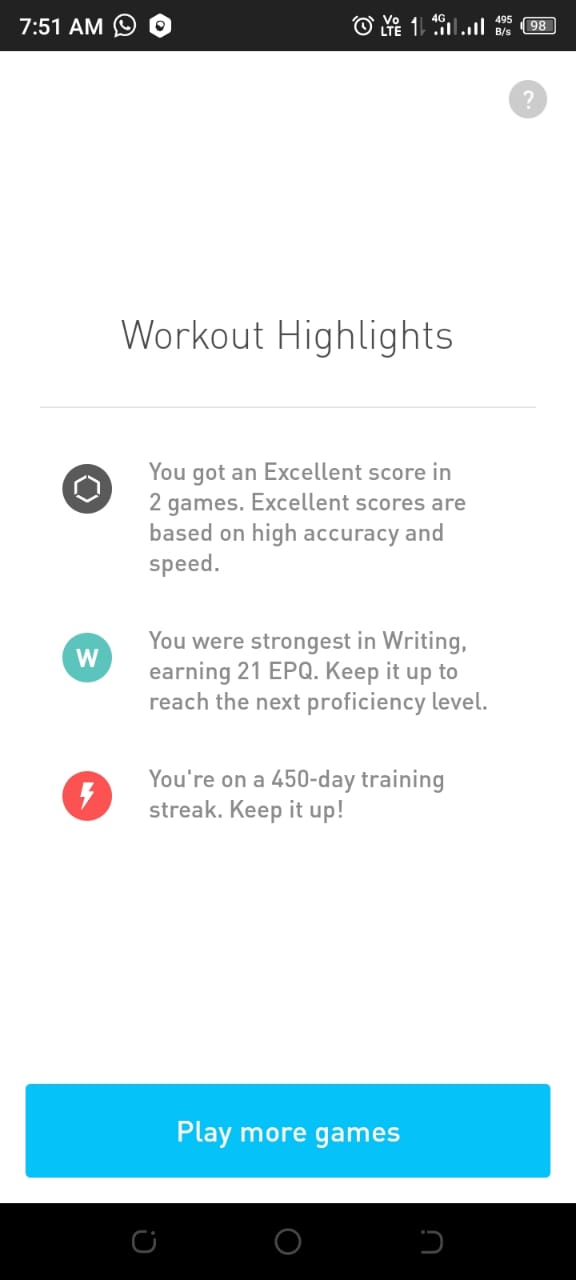 7:51 AM Vo LTE 4G 495 B/s 98
?
Workout Highlights
You got an Excellent score in
2 games. Excellent scores are
based on high accuracy and
speed.
W
You were strongest in Writing,
earning 21 EPQ. Keep it up to
reach the next proficiency level.
You're on a 450-day training
streak. Keep it up!
Play more games